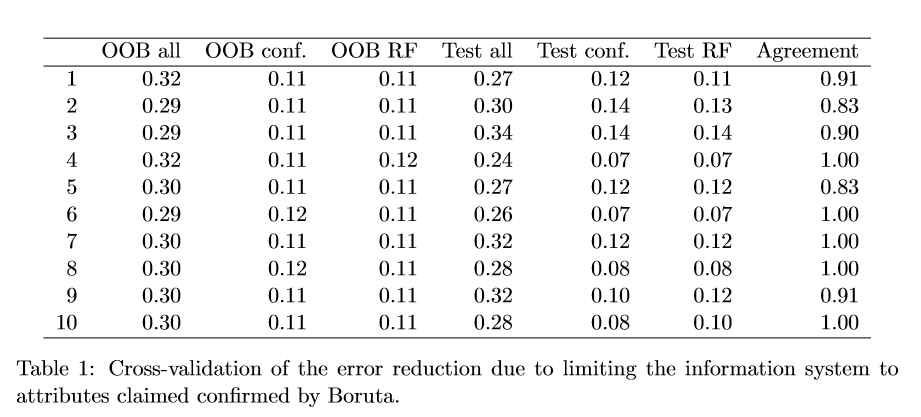 OOB all OOB conf. OOB RF Test all Test conf. Test RF Agreement
1 0.32 0.11 0.11 0.27 0.12 0.11 0.91
2 0.29 0.11 0.11 0.30 0.14 0.13 0.83
3 0.29 0.11 0.11 0.34 0.14 0.14 0.90
4 0.32 0.11 0.12 0.24 0.07 0.07 1.00
5 0.30 0.11 0.11 0.27 0.12 0.12 0.83
6 0.29 0.12 0.11 0.26 0.07 0.07 1.00
7 0.30 0.11 0.11 0.32 0.12 0.12 1.00
8 0.30 0.12 0.11 0.28 0.08 0.08 1.00
9 0.30 0.11 0.11 0.32 0.10 0.12 0.91
10 0.30 0.11 0.11 0.28 0.08 0.10 1.00
Table 1: Cross-validation of the error reduction due to limiting the information system to
attributes claimed confirmed by Boruta.